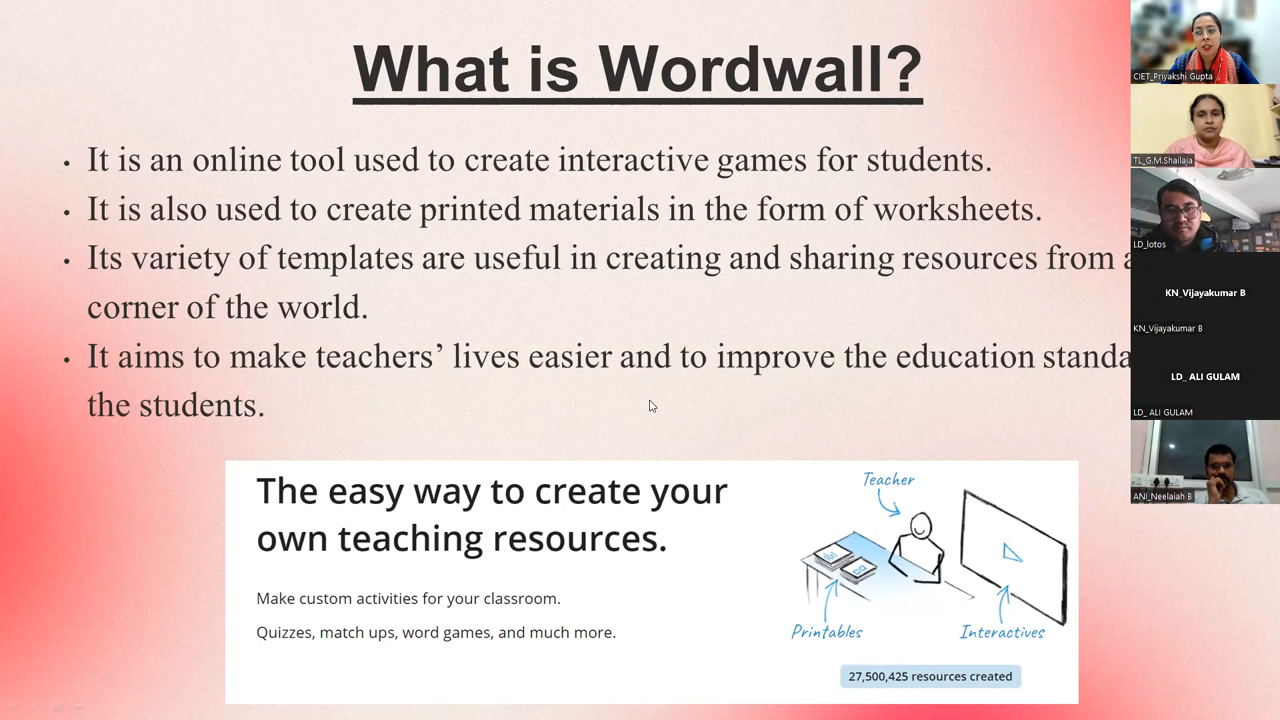 What is Wordwall?
• It is an online tool used to create interactive games for students.
• It is also used to create printed materials in the form of worksheets.
• Its variety of templates are useful in creating and sharing resources from
corner of the world.
• It aims to make teachers’ lives easier and to improve the education
the students.
The easy way to create your
own teaching resources.
Make custom activities for your classroom.
Quizzes, match ups, word games, and much more.
Teacher
Printables
Interactives
27,500,425 resources created
CIET_Priyakshi Gupta
TL_G.M.Shailaja
LD_lotos
KN_Vijayakumar B
KN_Vijayakumar B
LD_ ALI GULAM
LD_ ALI GULAM
ANI_Neelaiah B